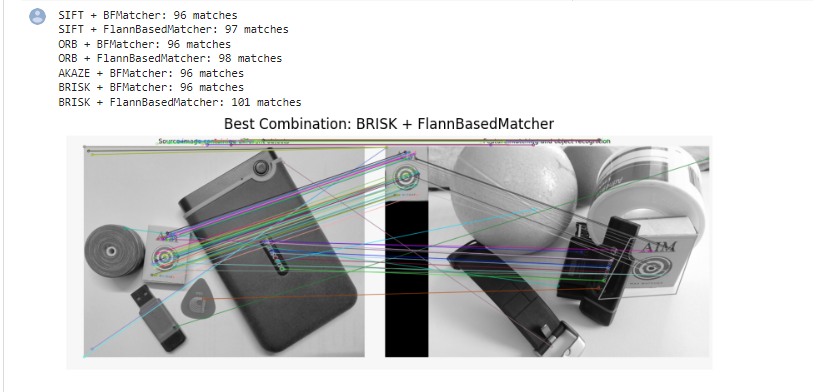 SIFT + BFMatcher: 96 matches
SIFT + FlannBasedMatcher: 97 matches
ORB + BFMatcher: 96 matches
ORB + FlannBasedMatcher: 98 matches
AKAZE + BFMatcher: 96 matches
BRISK + BFMatcher: 96 matches
BRISK + FlannBasedMatcher: 101 matches
Best Combination: BRISK + FlannBasedMatcher
AIM